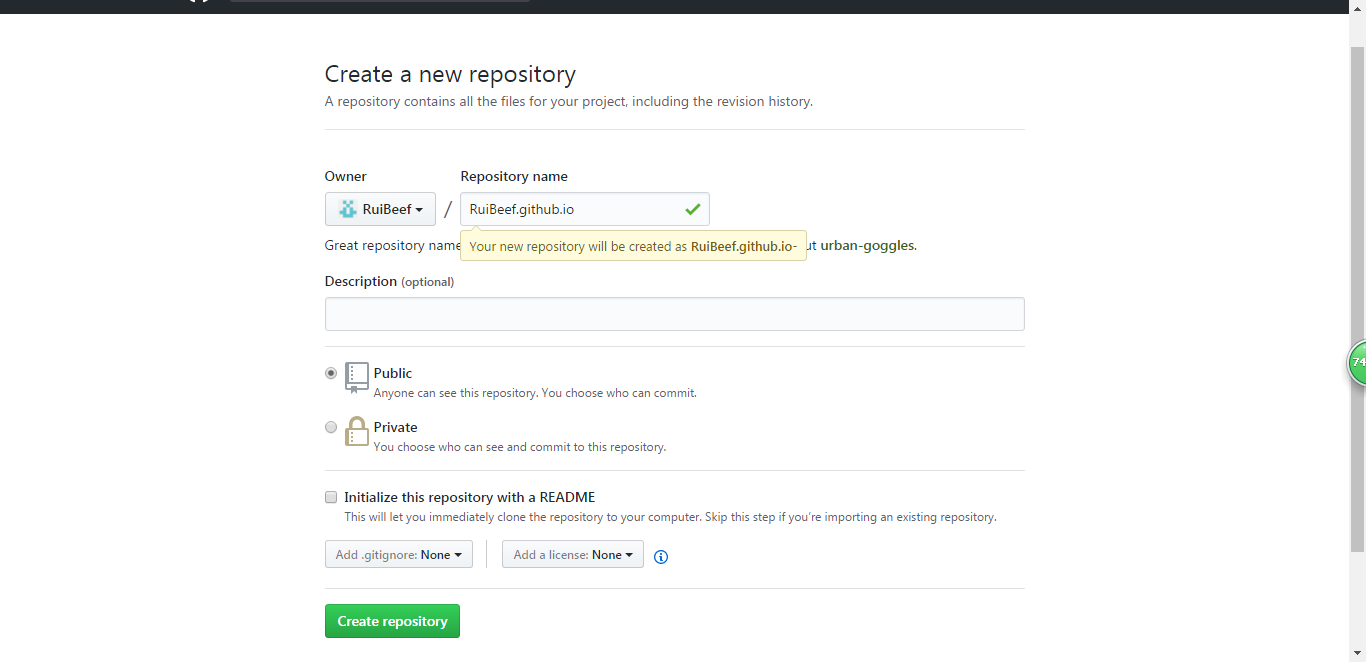 Create a new repository
A repository contains all the files for your project, including the revision history.
Owner
Repository name
RuiBeef
/
RuiBeef.github.io
Great repository name
Your new repository will be created as RuiBeef.github.io-
ut urban-goggles.
Description (optional)
Public
Anyone can see this repository. You choose who can commit.
Private
You choose who can see and commit to this repository.
Initialize this repository with a README
This will let you immediately clone the repository to your computer. Skip this step if you're importing an existing repository.
Add .gitignore: None
Add a license: None
Create repository
74